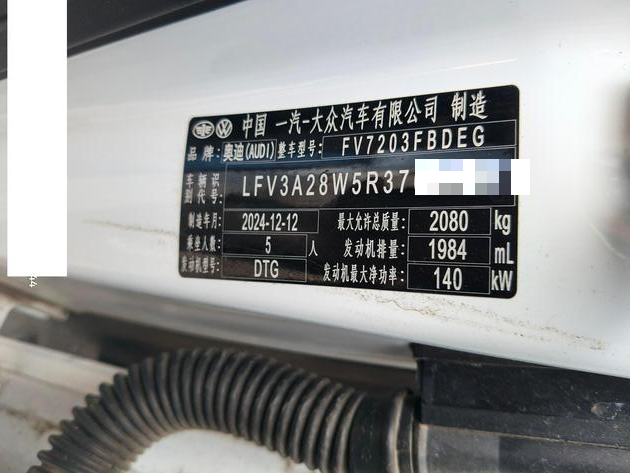 中国 一汽-大众汽车有限公司 制造
品牌: 奥迪(AUDI) 整车型号: FV7203FBDEG
车辆识别代号: LFV3A28W5R37
制造年月: 2024-12-12 最大允许总质量: 2080 kg
乘坐人数: 5 人 发动机排量: 1984 mL
发动机型号: DTG 发动机最大净功率: 140 kW